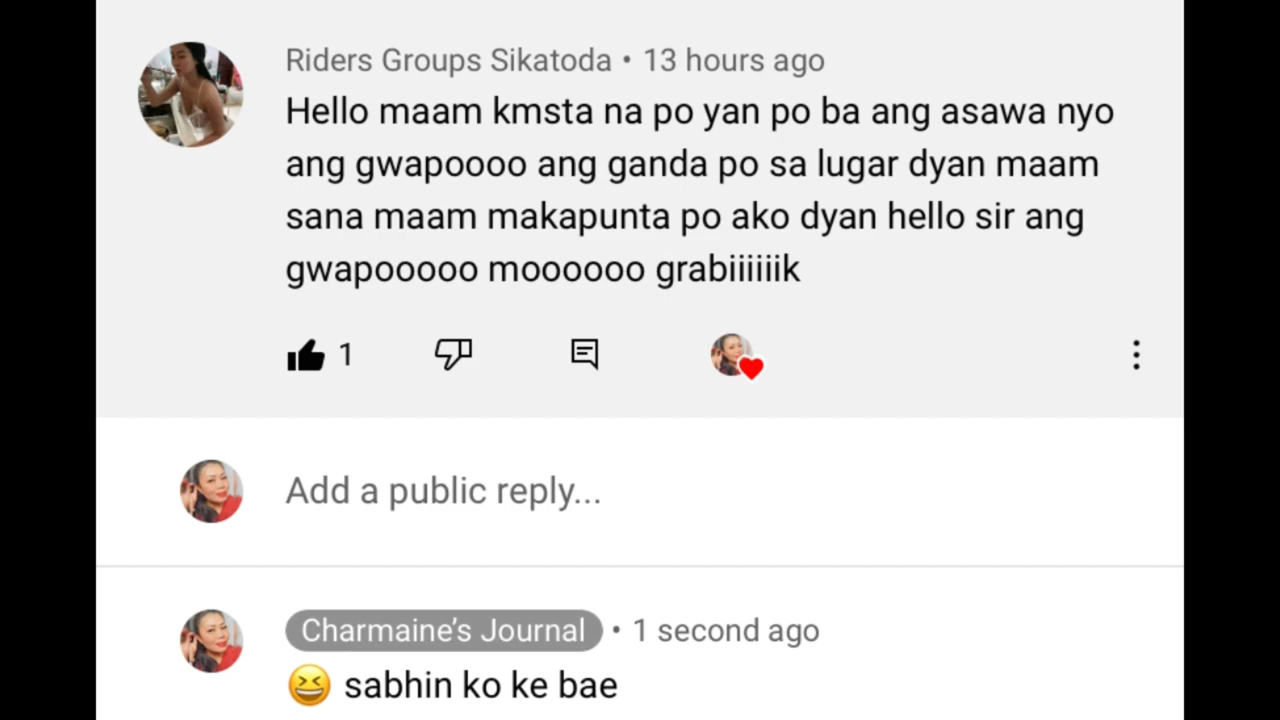 Riders Groups Sikatoda • 13 hours ago
Hello maam kmsta na po yan po ba ang asawa nyo
ang gwapoooo ang ganda po sa lugar dyan maam
sana maam makapunta po ako dyan hello sir ang
gwapooooo moooooo grabiiiiiik
1
Add a public reply...
Charmaine’s Journal • 1 second ago
😆 sabhin ko ke bae